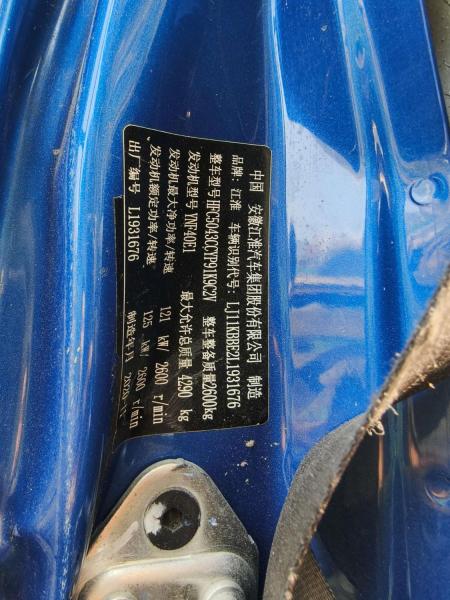 中国 安徽江淮汽车集团股份有限公司 制造
品牌: 江淮 车辆识别代号: LJ11KBBE2L1931676
整车型号 HFC5043CCYP91K9C2V 整车整备质量2600kg
发动机型号 YNF40E1 最大允许总质量 4290 kg
发动机最大净功率/转速 121 kW/ 2600 r/min
发动机额定功率/转速 125 kW/ 2600 r/min
出厂编号 L1931676 制造年月